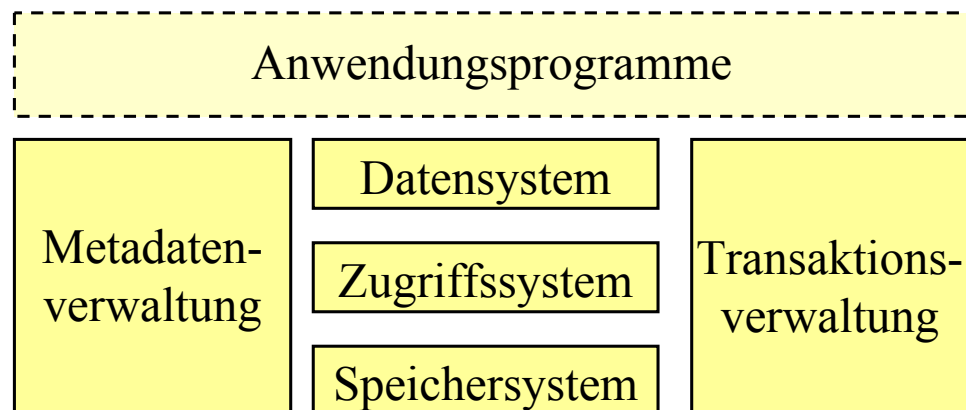 Anwendungsprogramme
Metadaten-
verwaltung
Datensystem
Zugriffssystem
Speichersystem
Transaktions-
verwaltung